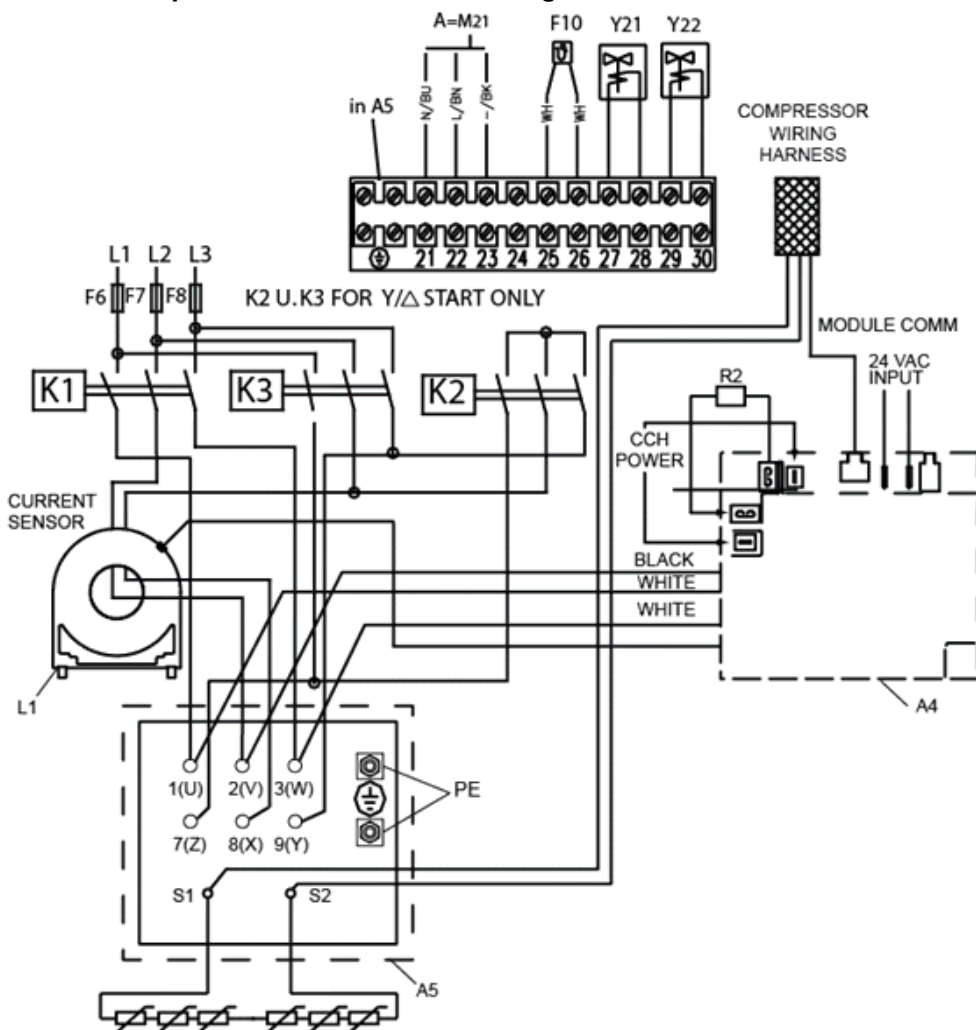 A=M21
F10
Y21
Y22
in A5
N/BU
L/BN
-/BK
WH
WH
COMPRESSOR
WIRING
HARNESS
21 22 23 24 25 26 27 28 29 30
L1 L2 L3
F6 F7 F8
K2 U.K3 FOR Y/△ START ONLY
MODULE COMM
24 VAC
INPUT
K1
K3
K2
R2
CCH
POWER
CURRENT
SENSOR
BLACK
WHITE
WHITE
L1
A4
1(U) 2(V) 3(W)
PE
7(Z) 8(X) 9(Y)
S1
S2
A5